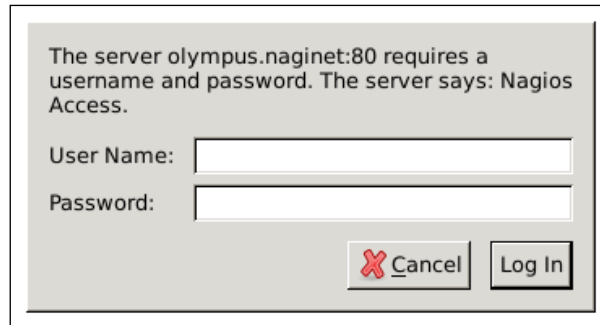 The server olympus.naginet:80 requires a
username and password. The server says: Nagios
Access.
User Name:
Password:
Cancel
Log In